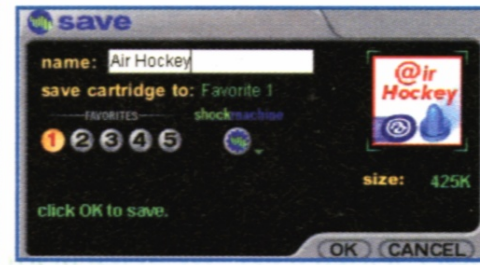 save
name: Air Hockey
save cartridge to: Favorite 1
FAVORITES
shockmachine
1 2 3 4 5
@ir
Hockey
size: 425K
click OK to save.
OK CANCEL